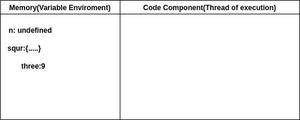 Memory(Variable Enviroment)
Code Component(Thread of execution)
n: undefined
squr:{.....}
three:9